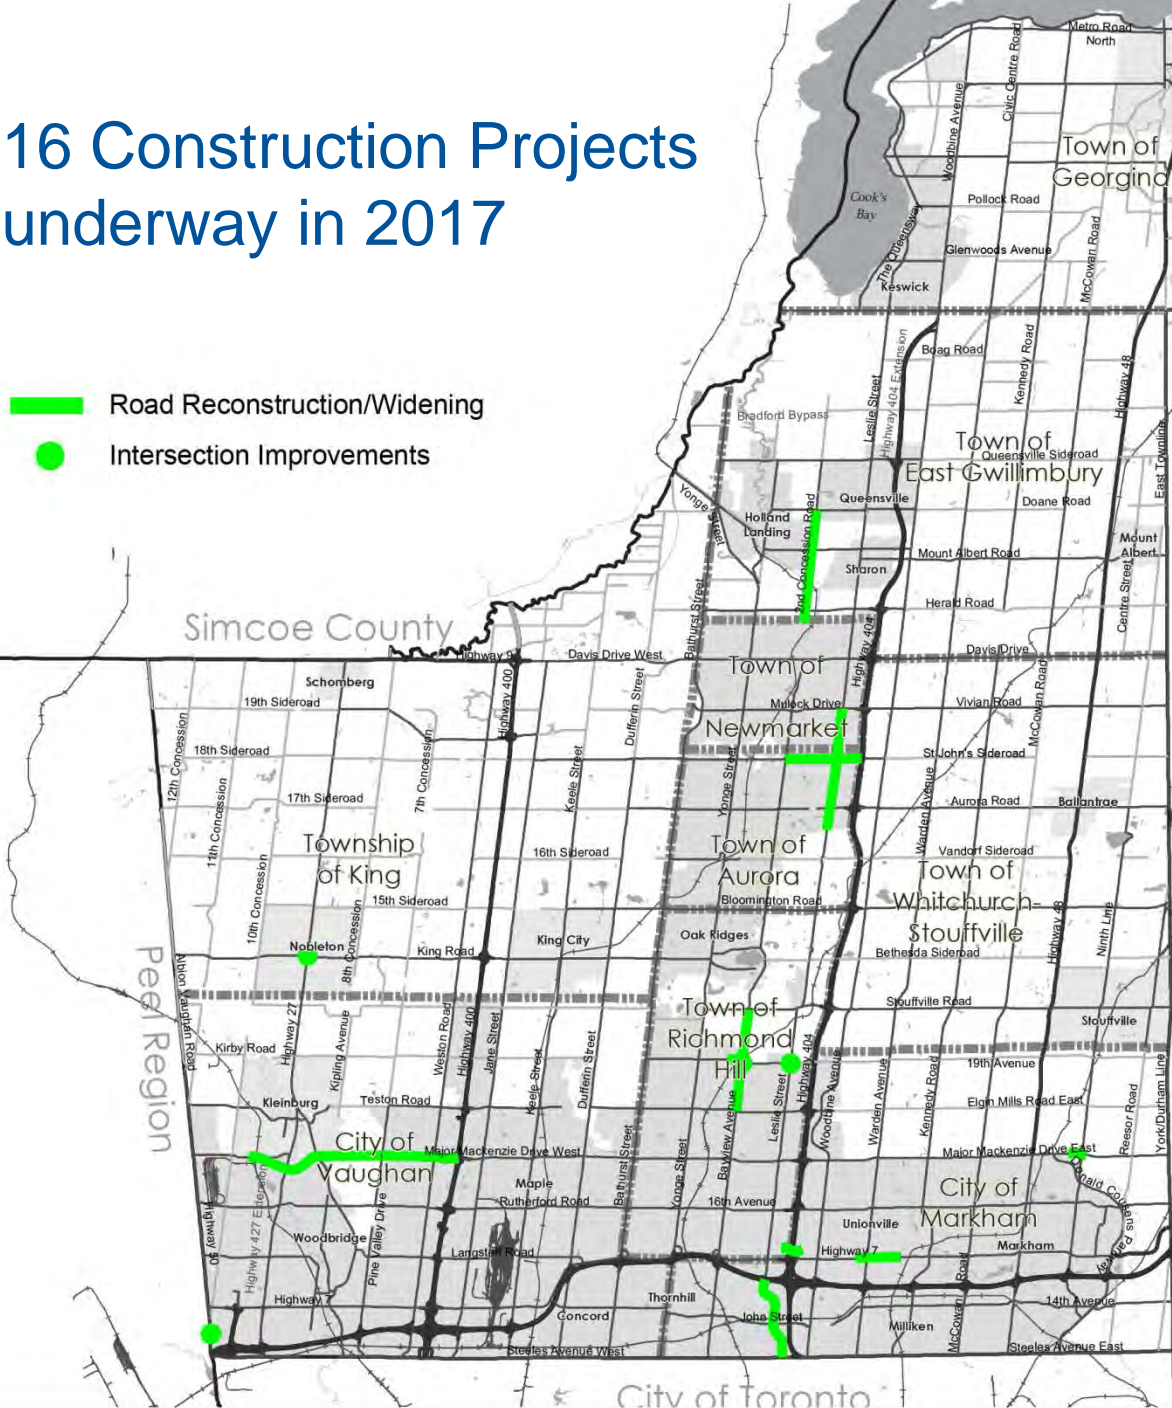 16 Construction Projects
underway in 2017
Road Reconstruction/Widening
Intersection Improvements
Metro Road
North
Civic Centre Road
Woodbine Avenue
Town of
Georgina
Cook's
Bay
Pollock Road
The Queensway
Glenwoods Avenue
McCowan Road
Keswick
Boag Road
Kennedy Road
Highway 48
Leslie Street
Highway 404 Extension
Bradford Bypass
Town of
East Gwillimbury
Queensville Sideroad
East Townline
Yonge Street
Holland
Landing
2nd Concession Road
Queensville
Doane Road
Mount
Albert
Mount Albert Road
Sharon
Bathurst Street
Herald Road
Centre Street
Simcoe County
Highway 9
Davis Drive West
Town of
Newmarket
Highway 404
Davis Drive
Schomberg
19th Sideroad
Highway 400
Dufferin Street
Mulock Drive
Vivian Road
McCowan Road
12th Concession
18th Sideroad
7th Concession
Keele Street
Yonge Street
St John's Sideroad
11th Concession
17th Sideroad
Warden Avenue
Aurora Road
Ballantrae
Township
of King
16th Sideroad
Town of
Aurora
Vandorf Sideroad
Town of
Whitchurch-
Stouffville
10th Concession
15th Sideroad
8th Concession
Bloomington Road
Highway 48
Ninth Line
Nobleton
King Road
King City
Oak Ridges
Bethesda Sideroad
Peel Region
Albion Vaughan Road
Highway 27
Kipling Avenue
Weston Road
Highway 400
Jane Street
Town of
Richmond
Hill
Stouffville Road
Stouffville
Kirby Road
Keele Street
Dufferin Street
Highway 404
19th Avenue
Kleinburg
Teston Road
Bayview Avenue
Leslie Street
Woodbine Avenue
Warden Avenue
Kennedy Road
Elgin Mills Road East
Reesor Road
York/Durham Line
City of
Vaughan
Major Mackenzie Drive West
Bathurst Street
Yonge Street
Major Mackenzie Drive East
Donald Cousens Parkway
Highway 50
Highway 427 Extension
Pine Valley Drive
Maple
Rutherford Road
16th Avenue
City of
Markham
Woodbridge
Langstaff Road
Unionville
Highway 7
Markham
Highway 7
Concord
Thornhill
John Street
Milliken
McCowan Road
14th Avenue
Steeles Avenue West
Steeles Avenue East
City of Toronto